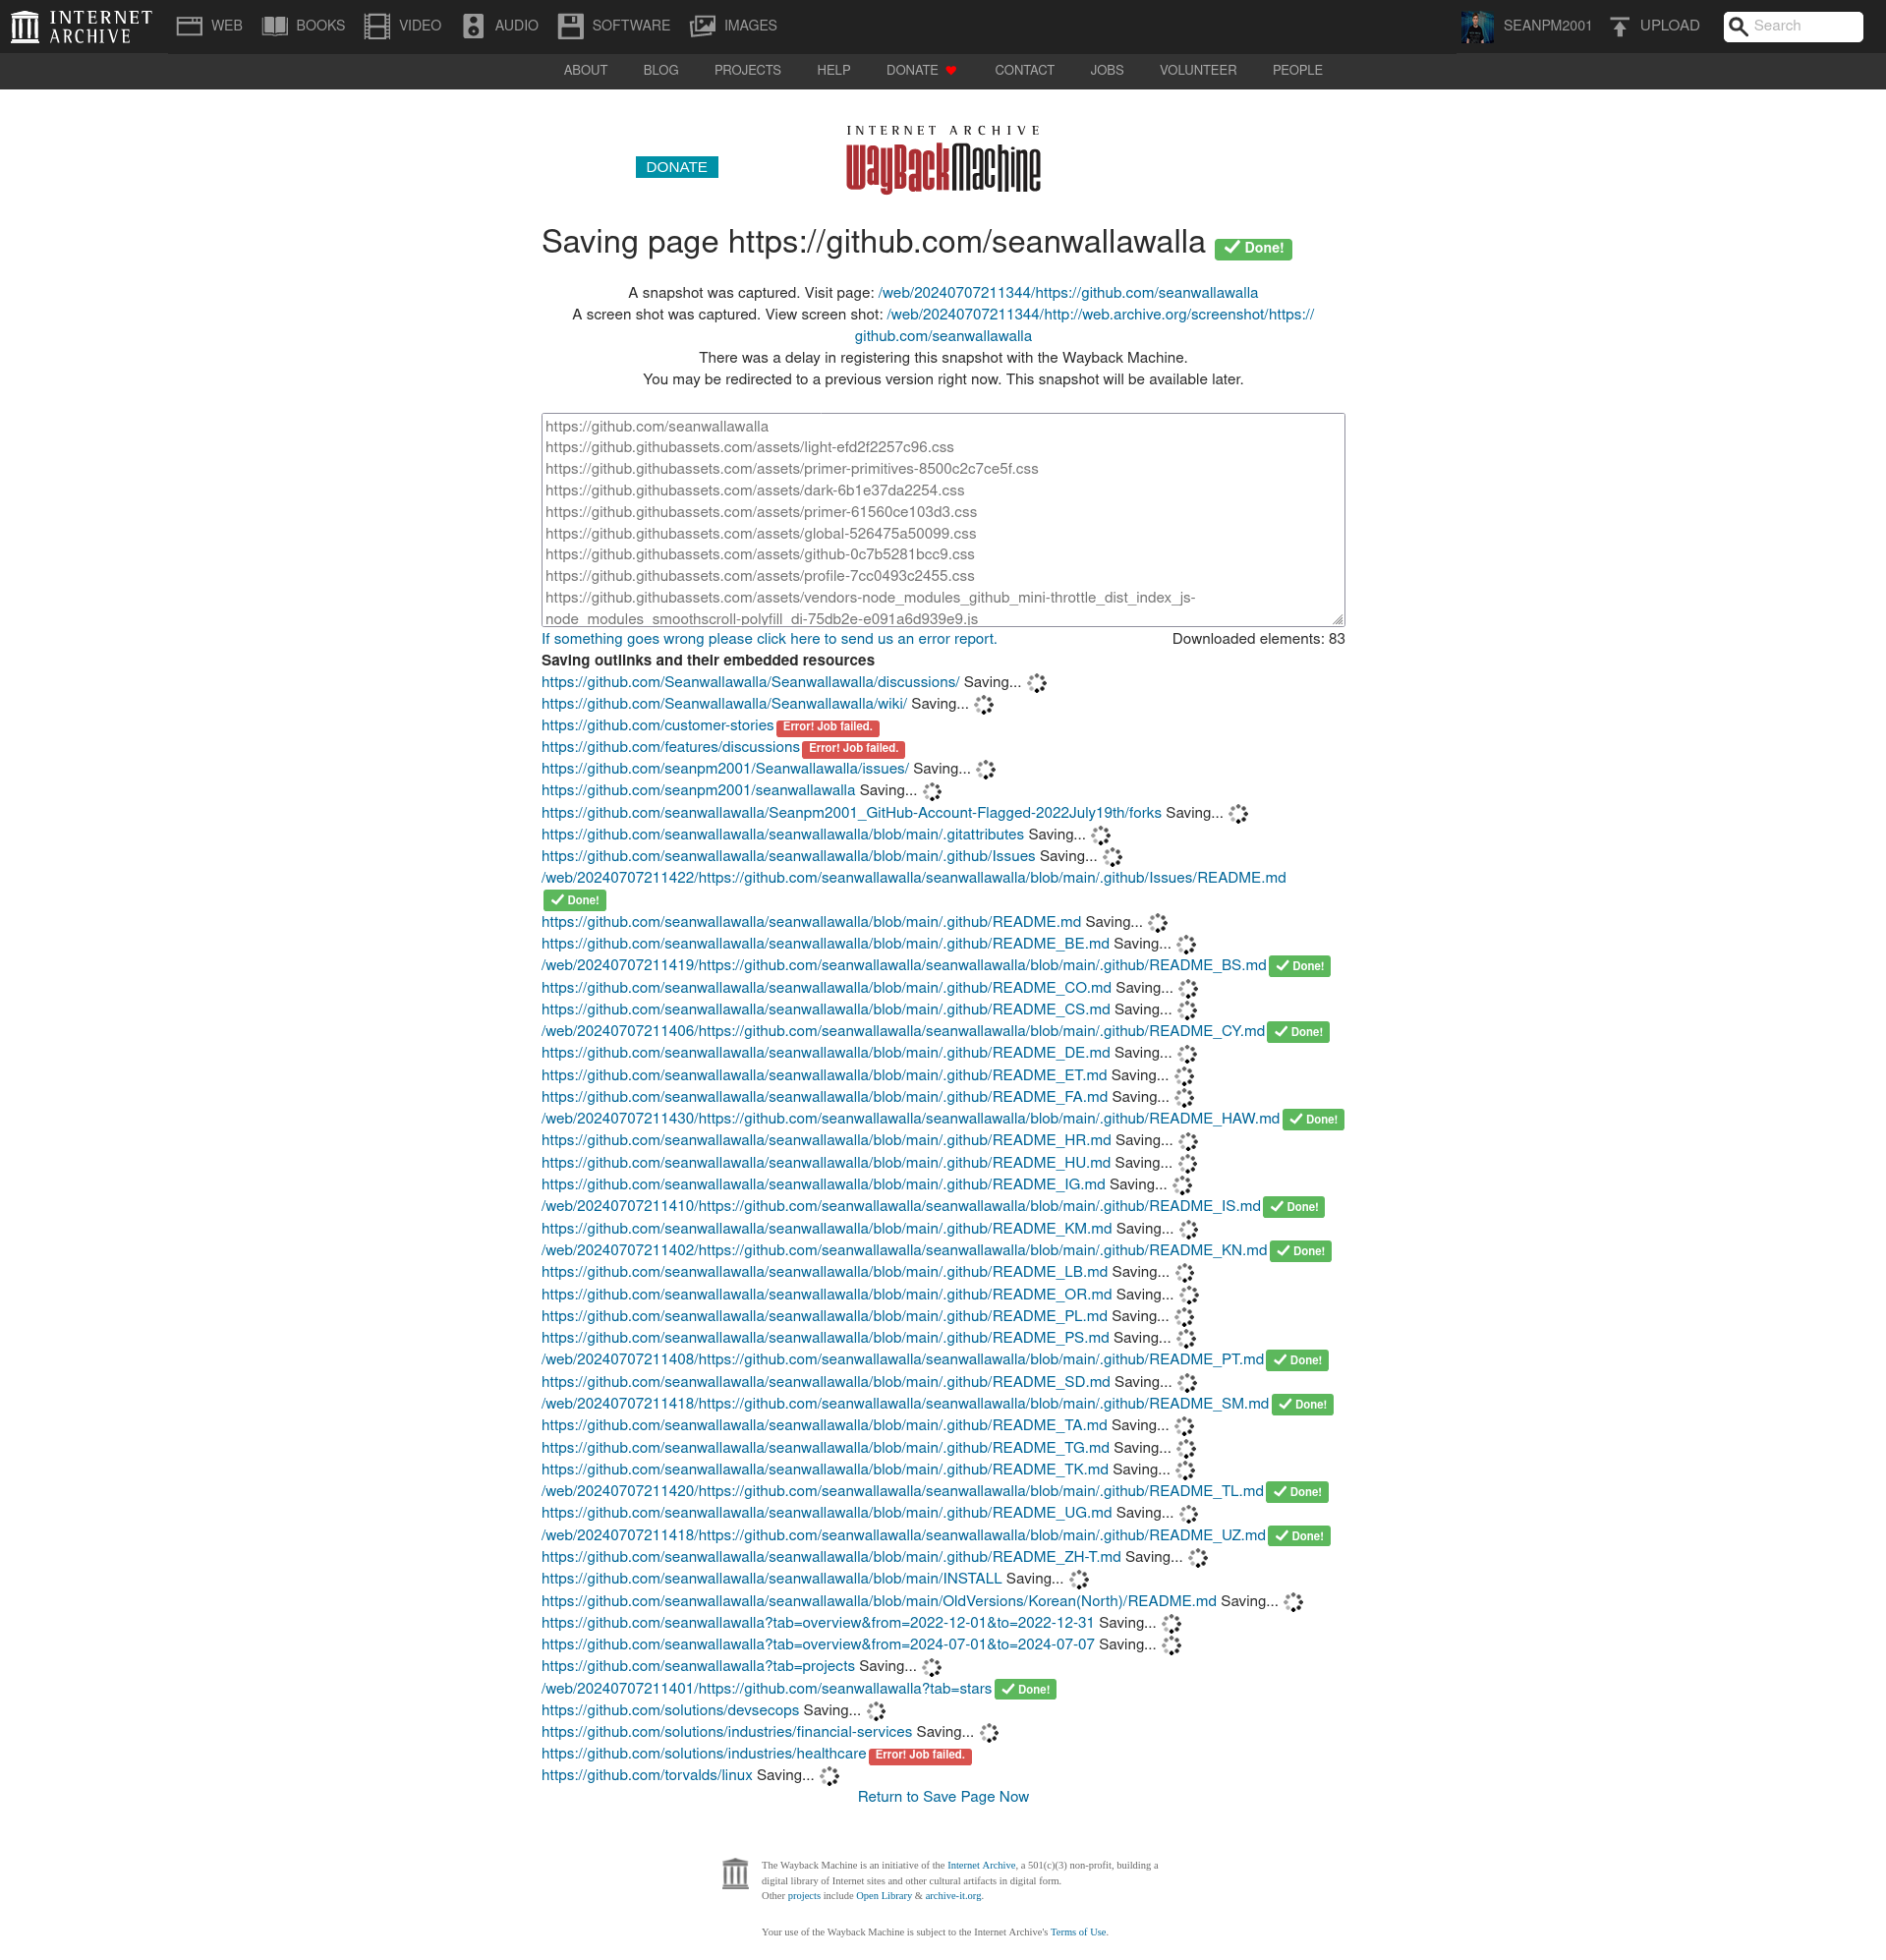 INTERNET ARCHIVE
WEB BOOKS VIDEO AUDIO SOFTWARE IMAGES SEANPM2001 UPLOAD Search
ABOUT BLOG PROJECTS HELP DONATE CONTACT JOBS VOLUNTEER PEOPLE
INTERNET ARCHIVE
DONATE WayBackMachine
Saving page https://github.com/seanwallawalla Done!
A snapshot was captured. Visit page: /web/20240707211344/https://github.com/seanwallawalla
A screen shot was captured. View screen shot: /web/20240707211344/http://web.archive.org/screenshot/https://
github.com/seanwallawalla
There was a delay in registering this snapshot with the Wayback Machine.
You may be redirected to a previous version right now. This snapshot will be available later.
https://github.com/seanwallawalla
https://github.githubassets.com/assets/light-efd2f2257c96.css
https://github.githubassets.com/assets/primer-primitives-8500c2c7ce5f.css
https://github.githubassets.com/assets/dark-6b1e37da2254.css
https://github.githubassets.com/assets/primer-61560ce103d3.css
https://github.githubassets.com/assets/global-526475a50099.css
https://github.githubassets.com/assets/github-0c7b5281bcc9.css
https://github.githubassets.com/assets/profile-7cc0493c2455.css
https://github.githubassets.com/assets/vendors-node_modules_github_mini-throttle_dist_index_js-
node_modules_smoothscroll-polyfill_di-75db2e-e091a6d939e9.js
If something goes wrong please click here to send us an error report. Downloaded elements: 83
Saving outlinks and their embedded resources
https://github.com/Seanwallawalla/Seanwallawalla/discussions/ Saving...
https://github.com/Seanwallawalla/Seanwallawalla/wiki/ Saving...
https://github.com/customer-stories Error! Job failed.
https://github.com/features/discussions Error! Job failed.
https://github.com/seanpm2001/Seanwallawalla/issues/ Saving...
https://github.com/seanpm2001/seanwallawalla Saving...
https://github.com/seanwallawalla/Seanpm2001_GitHub-Account-Flagged-2022July19th/forks Saving...
https://github.com/seanwallawalla/seanwallawalla/blob/main/.gitattributes Saving...
https://github.com/seanwallawalla/seanwallawalla/blob/main/.github/Issues Saving...
/web/20240707211422/https://github.com/seanwallawalla/seanwallawalla/blob/main/.github/Issues/README.md
Done!
https://github.com/seanwallawalla/seanwallawalla/blob/main/.github/README.md Saving...
https://github.com/seanwallawalla/seanwallawalla/blob/main/.github/README_BE.md Saving...
/web/20240707211419/https://github.com/seanwallawalla/seanwallawalla/blob/main/.github/README_BS.md Done!
https://github.com/seanwallawalla/seanwallawalla/blob/main/.github/README_CO.md Saving...
https://github.com/seanwallawalla/seanwallawalla/blob/main/.github/README_CS.md Saving...
/web/20240707211406/https://github.com/seanwallawalla/seanwallawalla/blob/main/.github/README_CY.md Done!
https://github.com/seanwallawalla/seanwallawalla/blob/main/.github/README_DE.md Saving...
https://github.com/seanwallawalla/seanwallawalla/blob/main/.github/README_ET.md Saving...
https://github.com/seanwallawalla/seanwallawalla/blob/main/.github/README_FA.md Saving...
/web/20240707211430/https://github.com/seanwallawalla/seanwallawalla/blob/main/.github/README_HAW.md Done!
https://github.com/seanwallawalla/seanwallawalla/blob/main/.github/README_HR.md Saving...
https://github.com/seanwallawalla/seanwallawalla/blob/main/.github/README_HU.md Saving...
https://github.com/seanwallawalla/seanwallawalla/blob/main/.github/README_IG.md Saving...
/web/20240707211410/https://github.com/seanwallawalla/seanwallawalla/blob/main/.github/README_IS.md Done!
https://github.com/seanwallawalla/seanwallawalla/blob/main/.github/README_KM.md Saving...
/web/20240707211402/https://github.com/seanwallawalla/seanwallawalla/blob/main/.github/README_KN.md Done!
https://github.com/seanwallawalla/seanwallawalla/blob/main/.github/README_LB.md Saving...
https://github.com/seanwallawalla/seanwallawalla/blob/main/.github/README_OR.md Saving...
https://github.com/seanwallawalla/seanwallawalla/blob/main/.github/README_PL.md Saving...
https://github.com/seanwallawalla/seanwallawalla/blob/main/.github/README_PS.md Saving...
/web/20240707211408/https://github.com/seanwallawalla/seanwallawalla/blob/main/.github/README_PT.md Done!
https://github.com/seanwallawalla/seanwallawalla/blob/main/.github/README_SD.md Saving...
/web/20240707211418/https://github.com/seanwallawalla/seanwallawalla/blob/main/.github/README_SM.md Done!
https://github.com/seanwallawalla/seanwallawalla/blob/main/.github/README_TA.md Saving...
https://github.com/seanwallawalla/seanwallawalla/blob/main/.github/README_TG.md Saving...
https://github.com/seanwallawalla/seanwallawalla/blob/main/.github/README_TK.md Saving...
/web/20240707211420/https://github.com/seanwallawalla/seanwallawalla/blob/main/.github/README_TL.md Done!
https://github.com/seanwallawalla/seanwallawalla/blob/main/.github/README_UG.md Saving...
/web/20240707211418/https://github.com/seanwallawalla/seanwallawalla/blob/main/.github/README_UZ.md Done!
https://github.com/seanwallawalla/seanwallawalla/blob/main/.github/README_ZH-T.md Saving...
https://github.com/seanwallawalla/seanwallawalla/blob/main/INSTALL Saving...
https://github.com/seanwallawalla/seanwallawalla/blob/main/OldVersions/Korean(North)/README.md Saving...
https://github.com/seanwallawalla?tab=overview&from=2022-12-01&to=2022-12-31 Saving...
https://github.com/seanwallawalla?tab=overview&from=2024-07-01&to=2024-07-07 Saving...
https://github.com/seanwallawalla?tab=projects Saving...
/web/20240707211401/https://github.com/seanwallawalla?tab=stars Done!
https://github.com/solutions/devsecops Saving...
https://github.com/solutions/industries/financial-services Saving...
https://github.com/solutions/industries/healthcare Error! Job failed.
https://github.com/torvalds/linux Saving...
Return to Save Page Now
The Wayback Machine is an initiative of the Internet Archive, a 501(c)(3) non-profit, building a
digital library of Internet sites and other cultural artifacts in digital form.
Other projects include Open Library & archive-it.org.
Your use of the Wayback Machine is subject to the Internet Archive's Terms of Use.